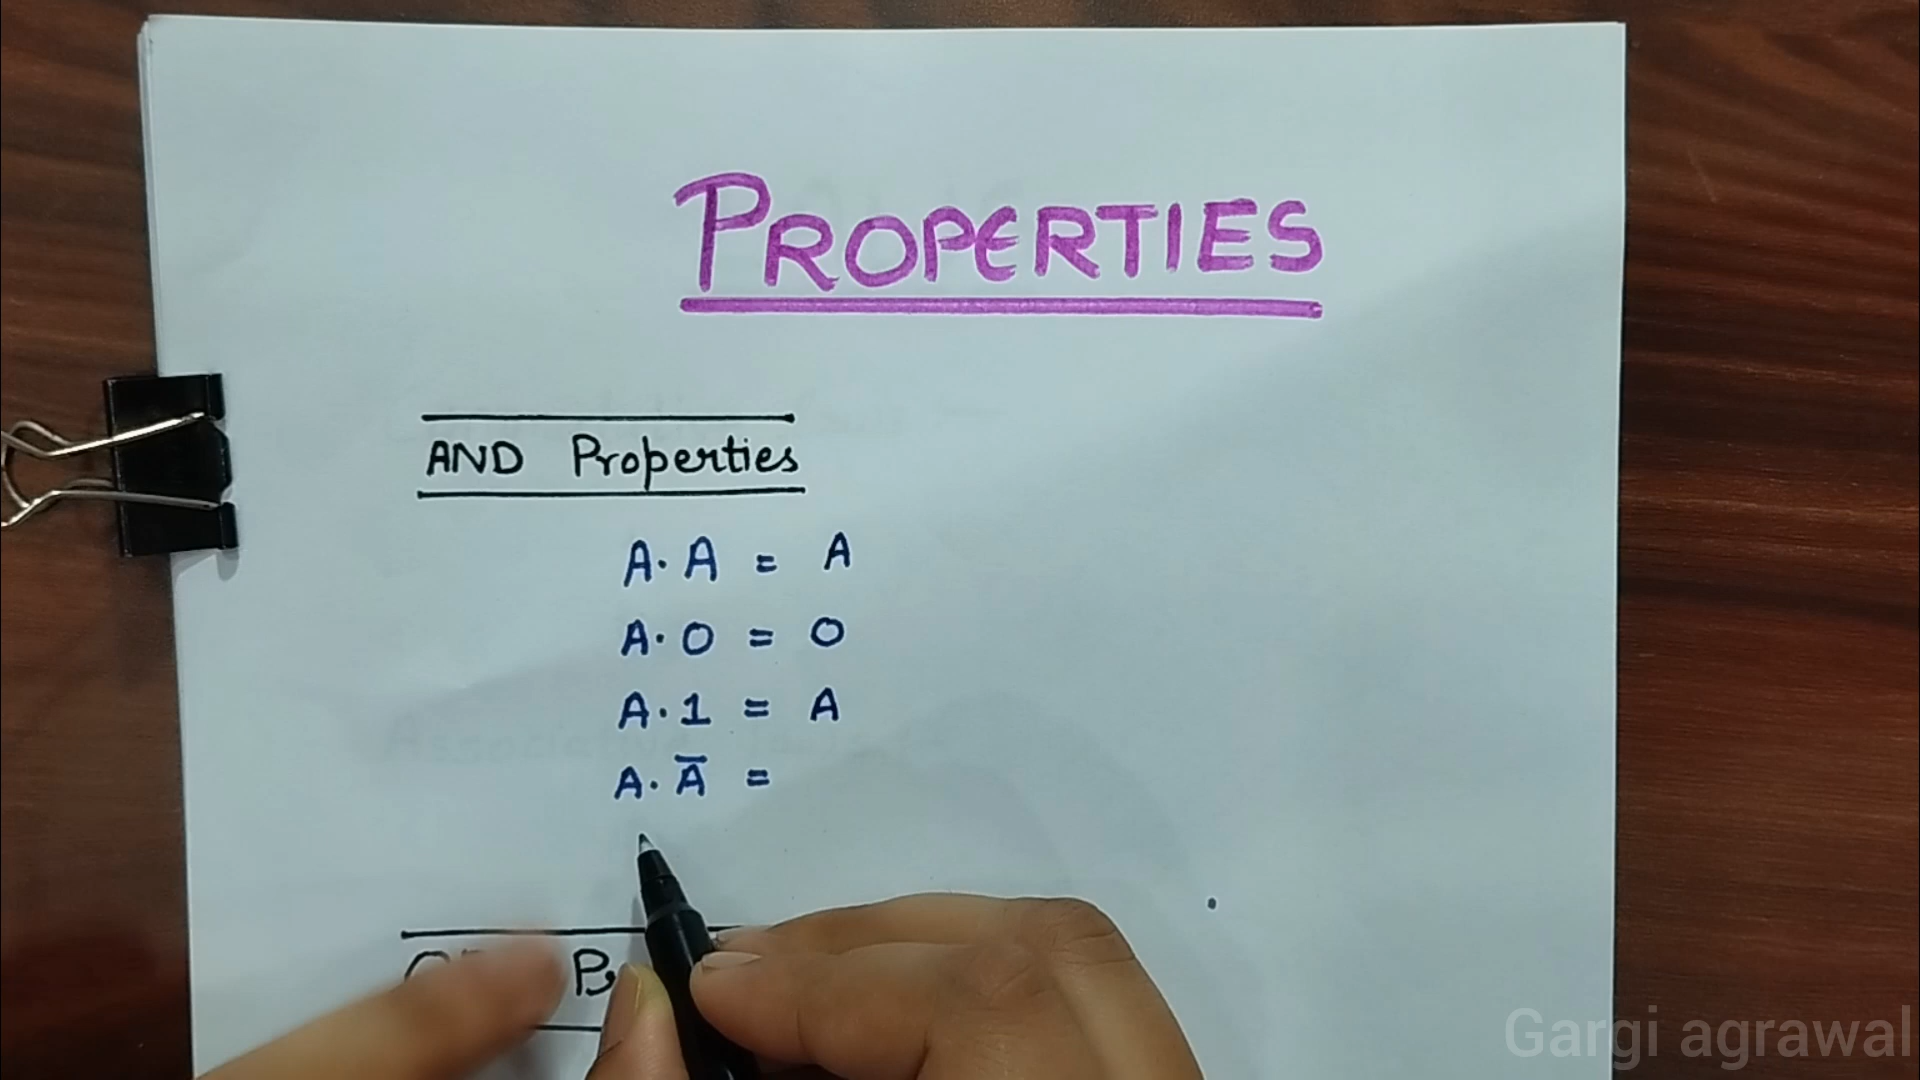 PROPERTIES
AND Properties
A · A = A
A · 0 = 0
A · 1 = A
A · Ā =
Gargi agrawal